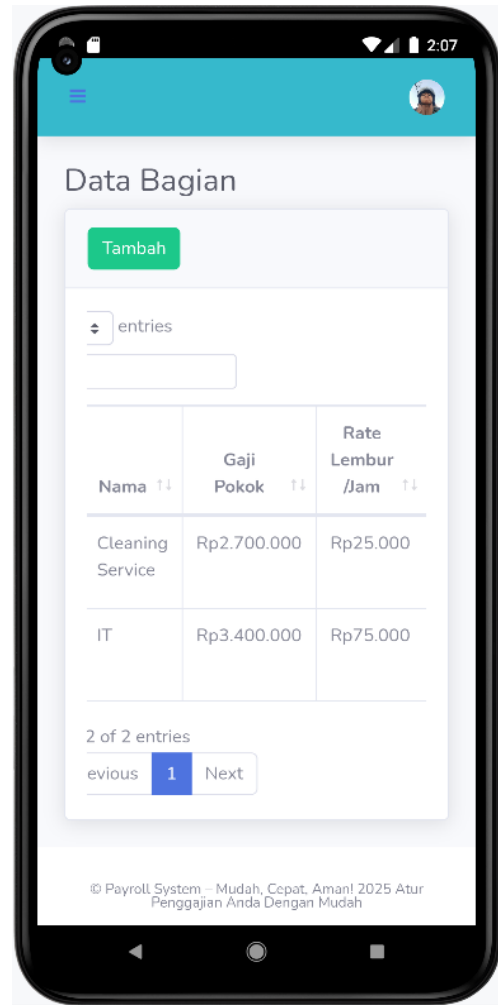 2:07
Data Bagian
Tambah
entries
Nama
Gaji
Pokok
Rate
Lembur
/Jam
Cleaning
Service
Rp2.700.000
Rp25.000
IT
Rp3.400.000
Rp75.000
2 of 2 entries
evious 1 Next
© Payroll System – Mudah, Cepat, Aman! 2025 Atur
Penggajian Anda Dengan Mudah